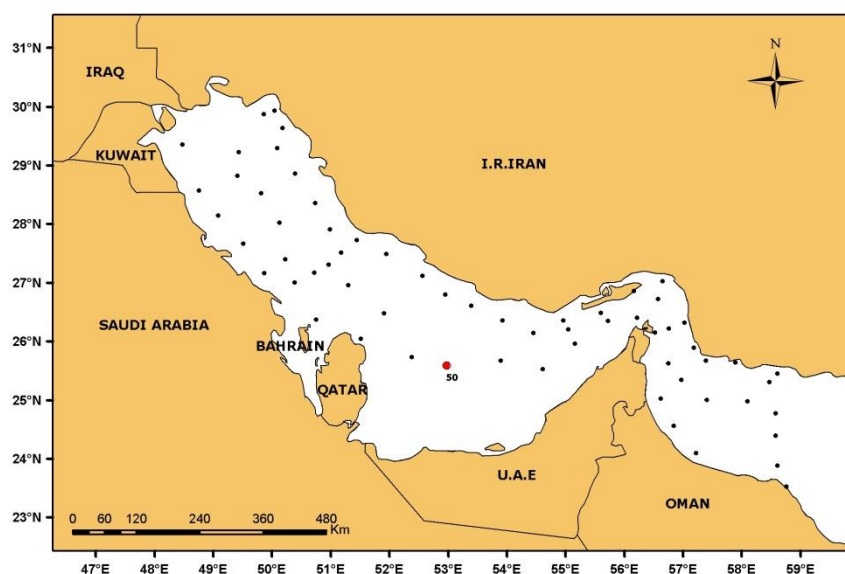 N
31°N
IRAQ
30°N
KUWAIT
29°N
I.R.IRAN
28°N
27°N
SAUDI ARABIA
26°N
BAHRAIN
50
QATAR
25°N
24°N
U.A.E
OMAN
23°N
0 60 120 240 360 480
Km
47°E 48°E 49°E 50°E 51°E 52°E 53°E 54°E 55°E 56°E 57°E 58°E 59°E